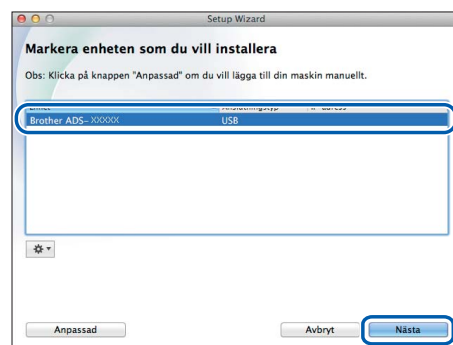 Setup Wizard
Markera enheten som du vill installera
Obs: Klicka på knappen "Anpassad" om du vill lägga till din maskin manuellt.
Brother ADS-XXXXX USB
Anpassad Avbryt Nästa